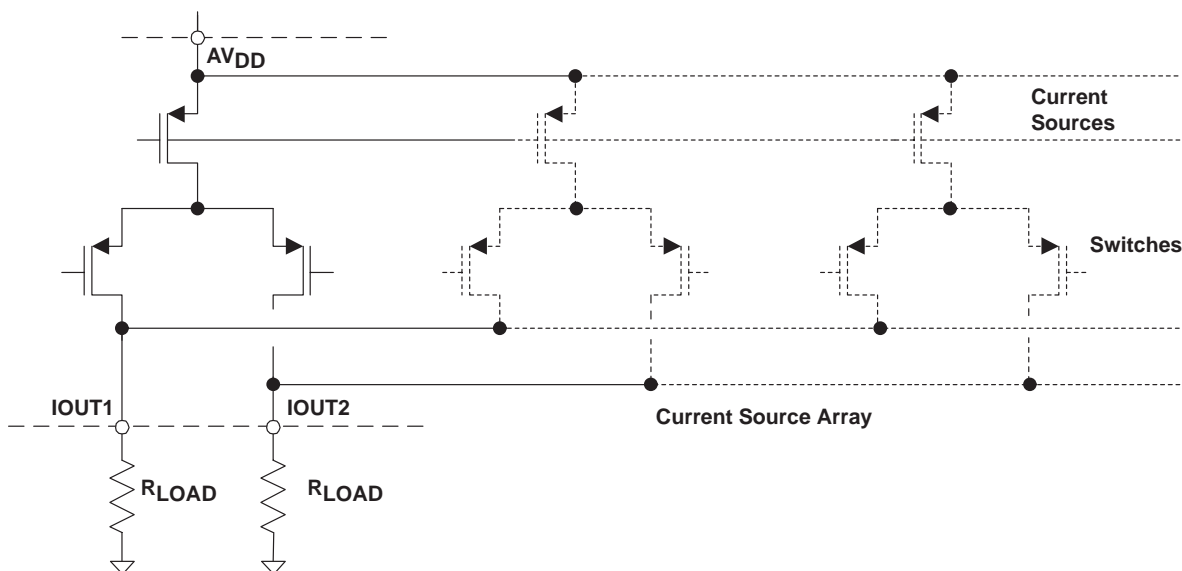 AVDD
Current
Sources
Switches
IOUT1
IOUT2
Current Source Array
RLOAD
RLOAD